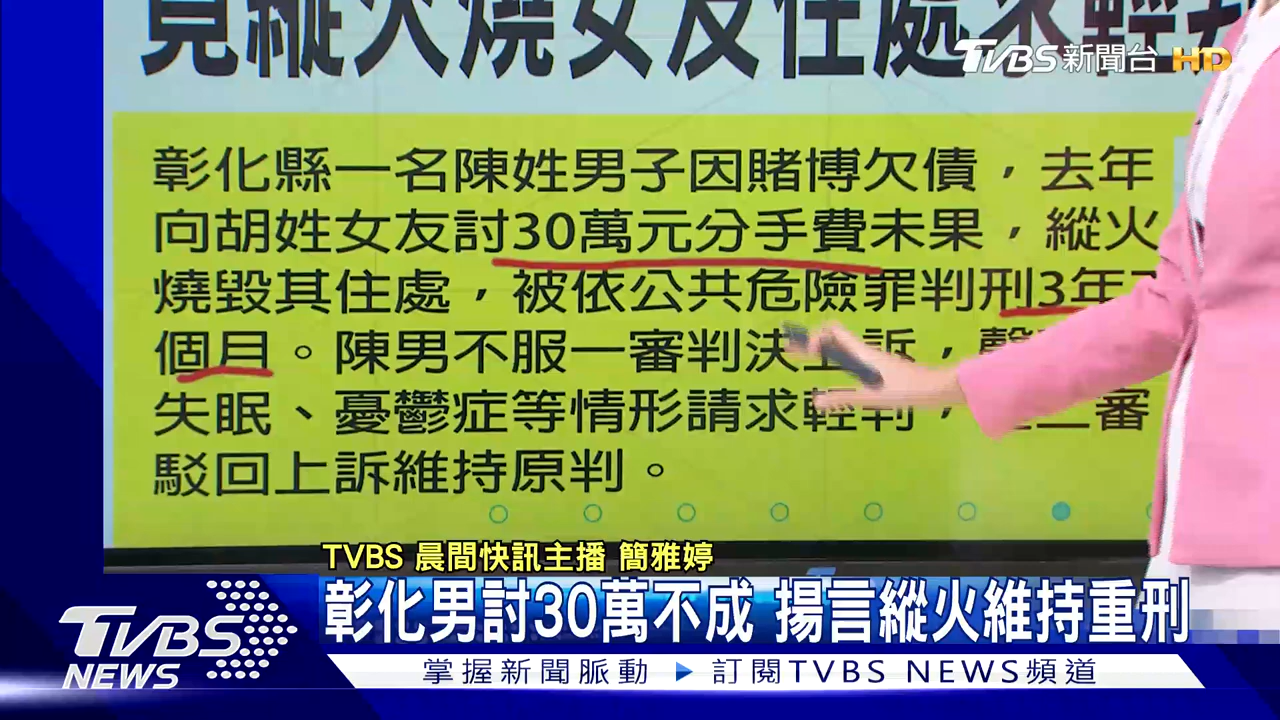 竟縱火燒女友住處求輕判
TVBS新聞台 HD
彰化縣一名陳姓男子因賭博欠債，去年
向胡姓女友討30萬元分手費未果，縱火
燒毀其住處，被依公共危險罪判刑3年
個月。陳男不服一審判決上訴，
失眠、憂鬱症等情形請求輕判，二審
駁回上訴維持原判。
TVBS 晨間快訊主播 簡雅婷
彰化男討30萬不成 揚言縱火維持重刑
TVBS NEWS
掌握新聞脈動 ▶ 訂閱TVBS NEWS頻道